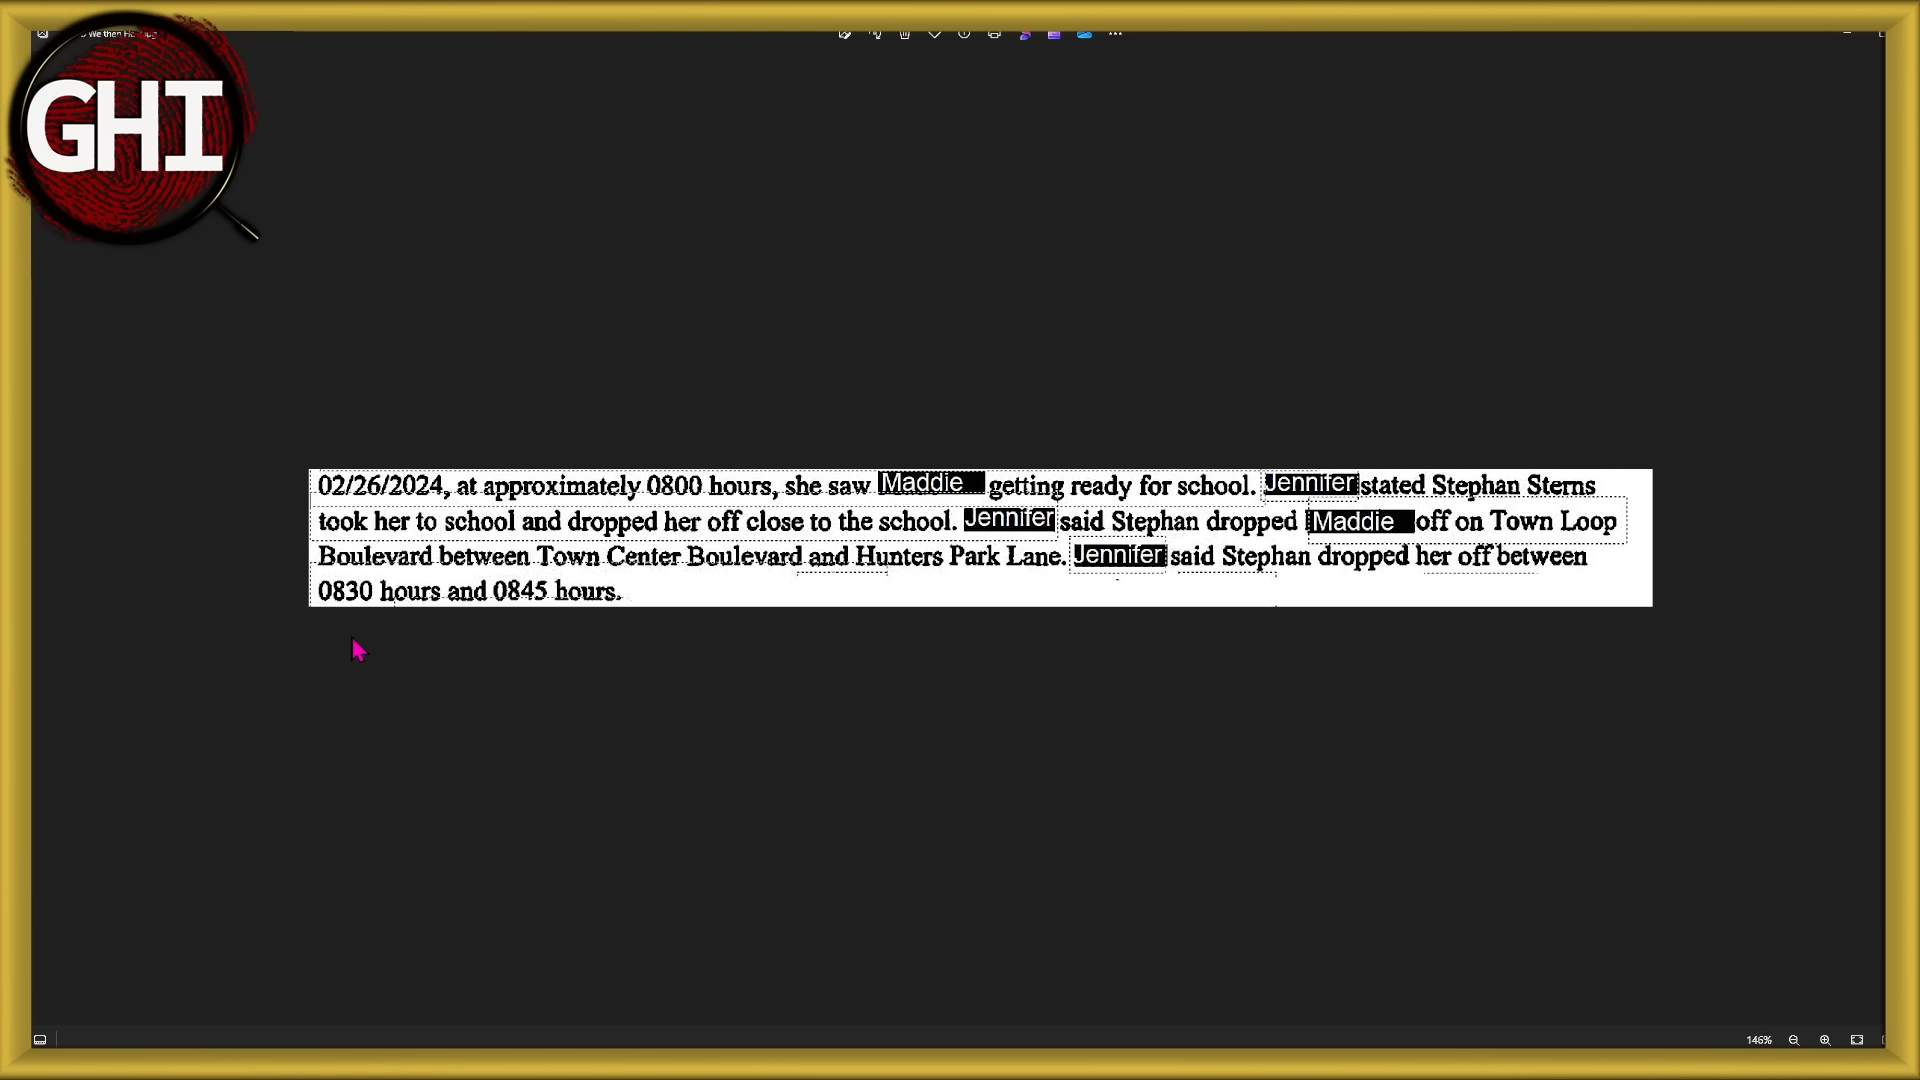 GHI
02/26/2024, at approximately 0800 hours, she saw Maddie getting ready for school. Jennifer stated Stephan Sterns
took her to school and dropped her off close to the school. Jennifer said Stephan dropped Maddie off on Town Loop
Boulevard between Town Center Boulevard and Hunters Park Lane. Jennifer said Stephan dropped her off between
0830 hours and 0845 hours.
146%